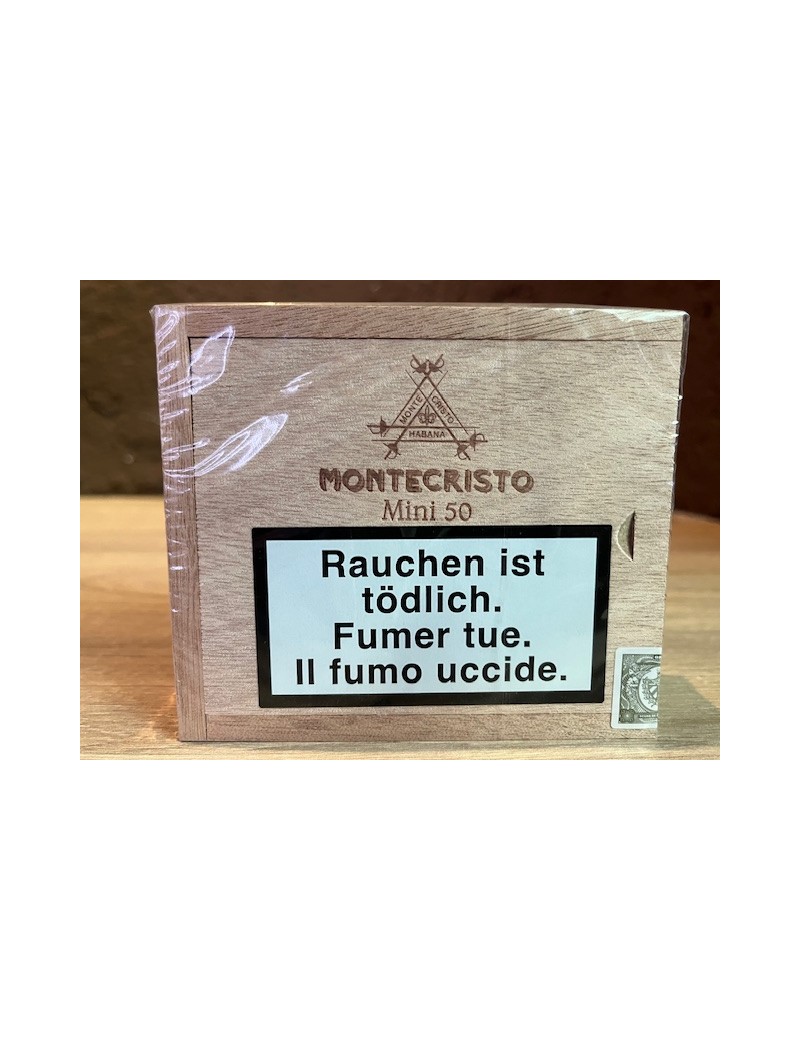 MONTE CRISTO
HABANA
MONTECRISTO
Mini 50
Rauchen ist
tödlich.
Fumer tue.
Il fumo uccide.